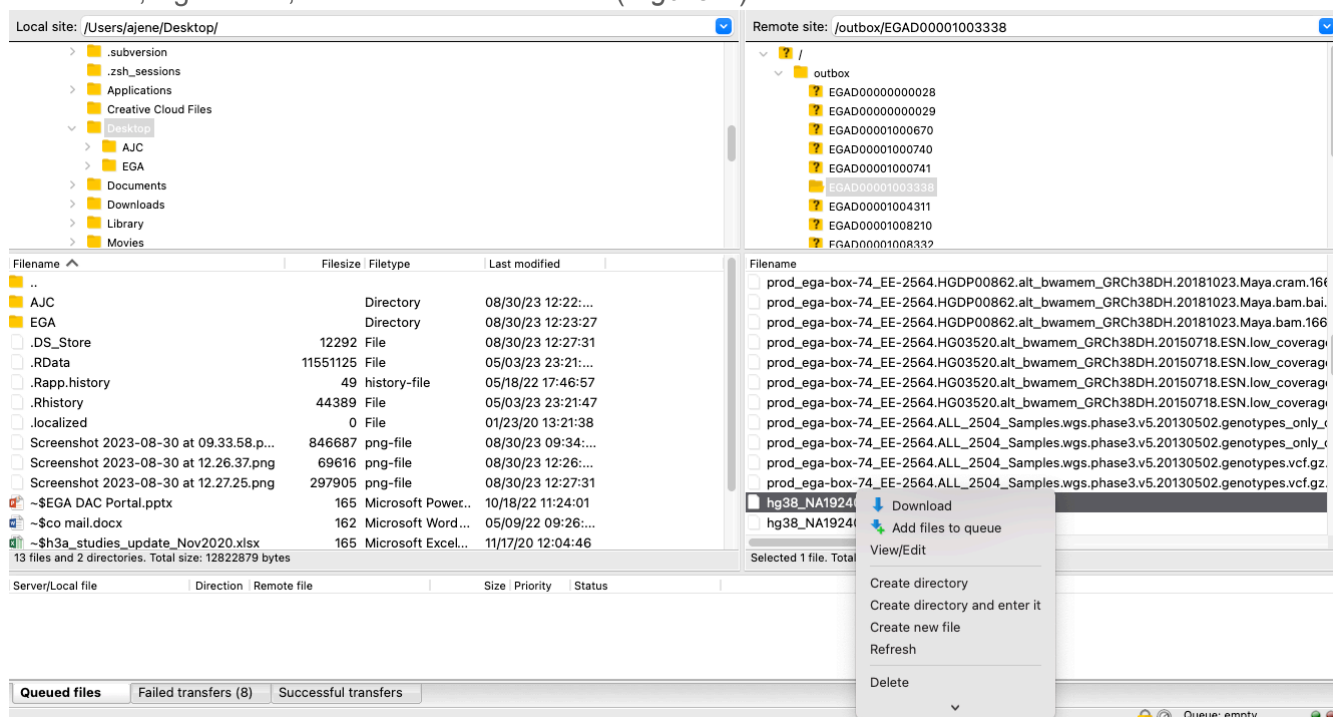 Local site: /Users/ajene/Desktop/
.subversion
.zsh_sessions
Applications
Creative Cloud Files
Desktop
AJC
EGA
Documents
Downloads
Library
Movies
Remote site: /outbox/EGAD00001003338
/
outbox
EGAD00000000028
EGAD00000000029
EGAD00001000670
EGAD00001000740
EGAD00001000741
EGAD00001003338
EGAD00001004311
EGAD00001008210
EGAD00001008332
Filename Filesize Filetype Last modified
..
AJC Directory 08/30/23 12:22:...
EGA Directory 08/30/23 12:23:27
.DS_Store 12292 File 08/30/23 12:27:31
.RData 11551125 File 05/03/23 23:21:...
.Rapp.history 49 history-file 05/18/22 17:46:57
.Rhistory 44389 File 05/03/23 23:21:47
.localized 0 File 01/23/20 13:21:38
Screenshot 2023-08-30 at 09.33.58.p... 846687 png-file 08/30/23 09:34:...
Screenshot 2023-08-30 at 12.26.37.png 69616 png-file 08/30/23 12:26:...
Screenshot 2023-08-30 at 12.27.25.png 297905 png-file 08/30/23 12:27:31
~$EGA DAC Portal.pptx 165 Microsoft Power... 10/18/22 11:24:01
~$co mail.docx 162 Microsoft Word... 05/09/22 09:26:...
~$h3a_studies_update_Nov2020.xlsx 165 Microsoft Excel... 11/17/20 12:04:46
13 files and 2 directories. Total size: 12822879 bytes
Filename
prod_ega-box-74_EE-2564.HGDP00862.alt_bwamem_GRCh38DH.20181023.Maya.cram.166
prod_ega-box-74_EE-2564.HGDP00862.alt_bwamem_GRCh38DH.20181023.Maya.bam.bai.
prod_ega-box-74_EE-2564.HGDP00862.alt_bwamem_GRCh38DH.20181023.Maya.bam.166
prod_ega-box-74_EE-2564.HG03520.alt_bwamem_GRCh38DH.20150718.ESN.low_coverage
prod_ega-box-74_EE-2564.HG03520.alt_bwamem_GRCh38DH.20150718.ESN.low_coverage
prod_ega-box-74_EE-2564.HG03520.alt_bwamem_GRCh38DH.20150718.ESN.low_coverage
prod_ega-box-74_EE-2564.ALL_2504_Samples.wgs.phase3.v5.20130502.genotypes_only_
prod_ega-box-74_EE-2564.ALL_2504_Samples.wgs.phase3.v5.20130502.genotypes_only_
prod_ega-box-74_EE-2564.ALL_2504_Samples.wgs.phase3.v5.20130502.genotypes.vcf.gz.
prod_ega-box-74_EE-2564.ALL_2504_Samples.wgs.phase3.v5.20130502.genotypes.vcf.gz.
hg38_NA19240
hg38_NA19240
Selected 1 file. Total
Download
Add files to queue
View/Edit
Create directory
Create directory and enter it
Create new file
Refresh
Delete
Server/Local file Direction Remote file Size Priority Status
Queued files Failed transfers (8) Successful transfers
Queue: empty